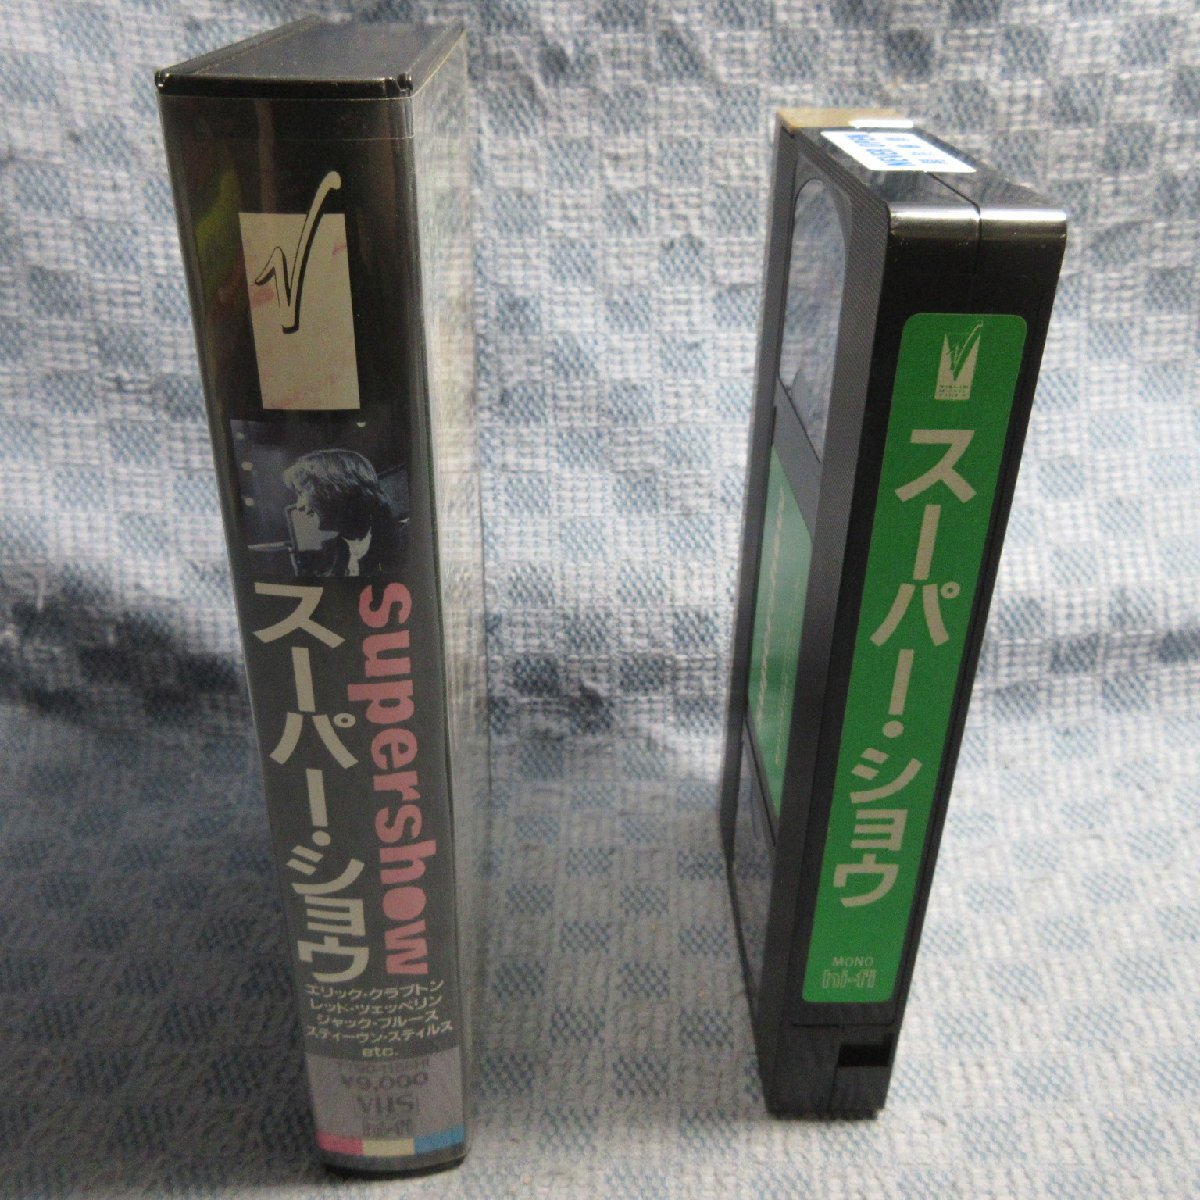 スーパー・ショウ
Supershow
エリック・クラプトン
レッド・ツェッペリン
ジャック・ブルース
スティーヴン・スティルス
etc.
¥9,000
VHS
hi-fi
スーパー・ショウ
MONO
hi-fi